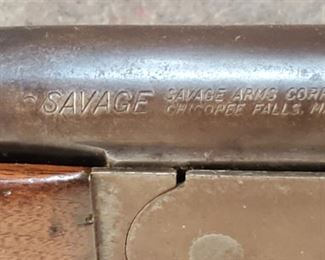 SAVAGE
SAVAGE ARMS CORP
CHICOPEE FALLS, M